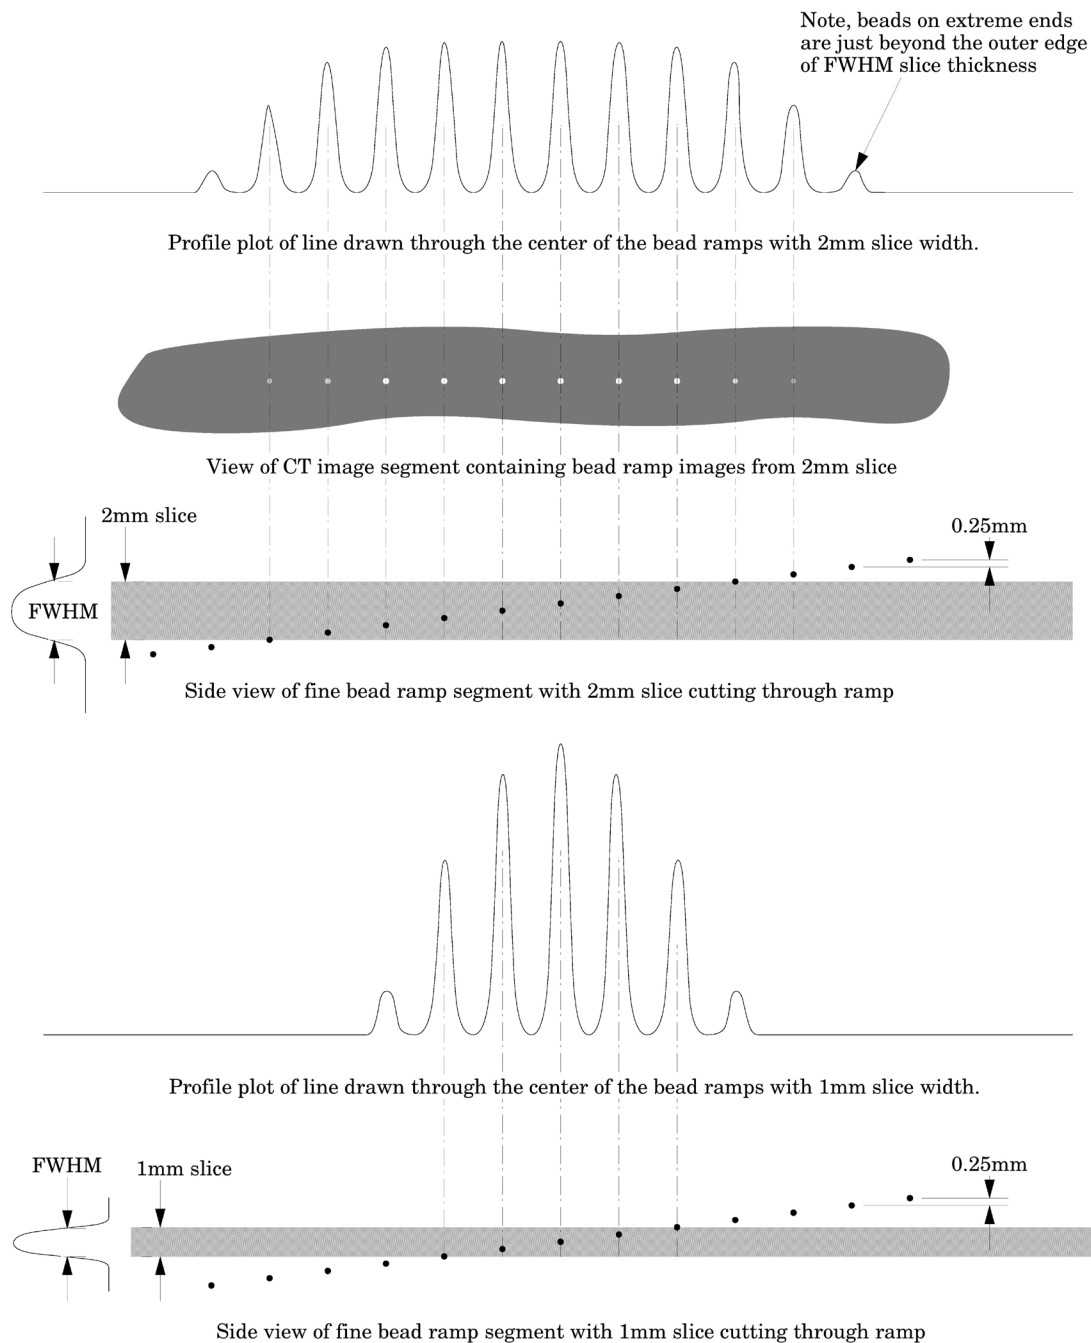 Note, beads on extreme ends
are just beyond the outer edge
of FWHM slice thickness
Profile plot of line drawn through the center of the bead ramps with 2mm slice width.
View of CT image segment containing bead ramp images from 2mm slice
2mm slice
0.25mm
FWHM
Side view of fine bead ramp segment with 2mm slice cutting through ramp
Profile plot of line drawn through the center of the bead ramps with 1mm slice width.
FWHM
1mm slice
0.25mm
Side view of fine bead ramp segment with 1mm slice cutting through ramp